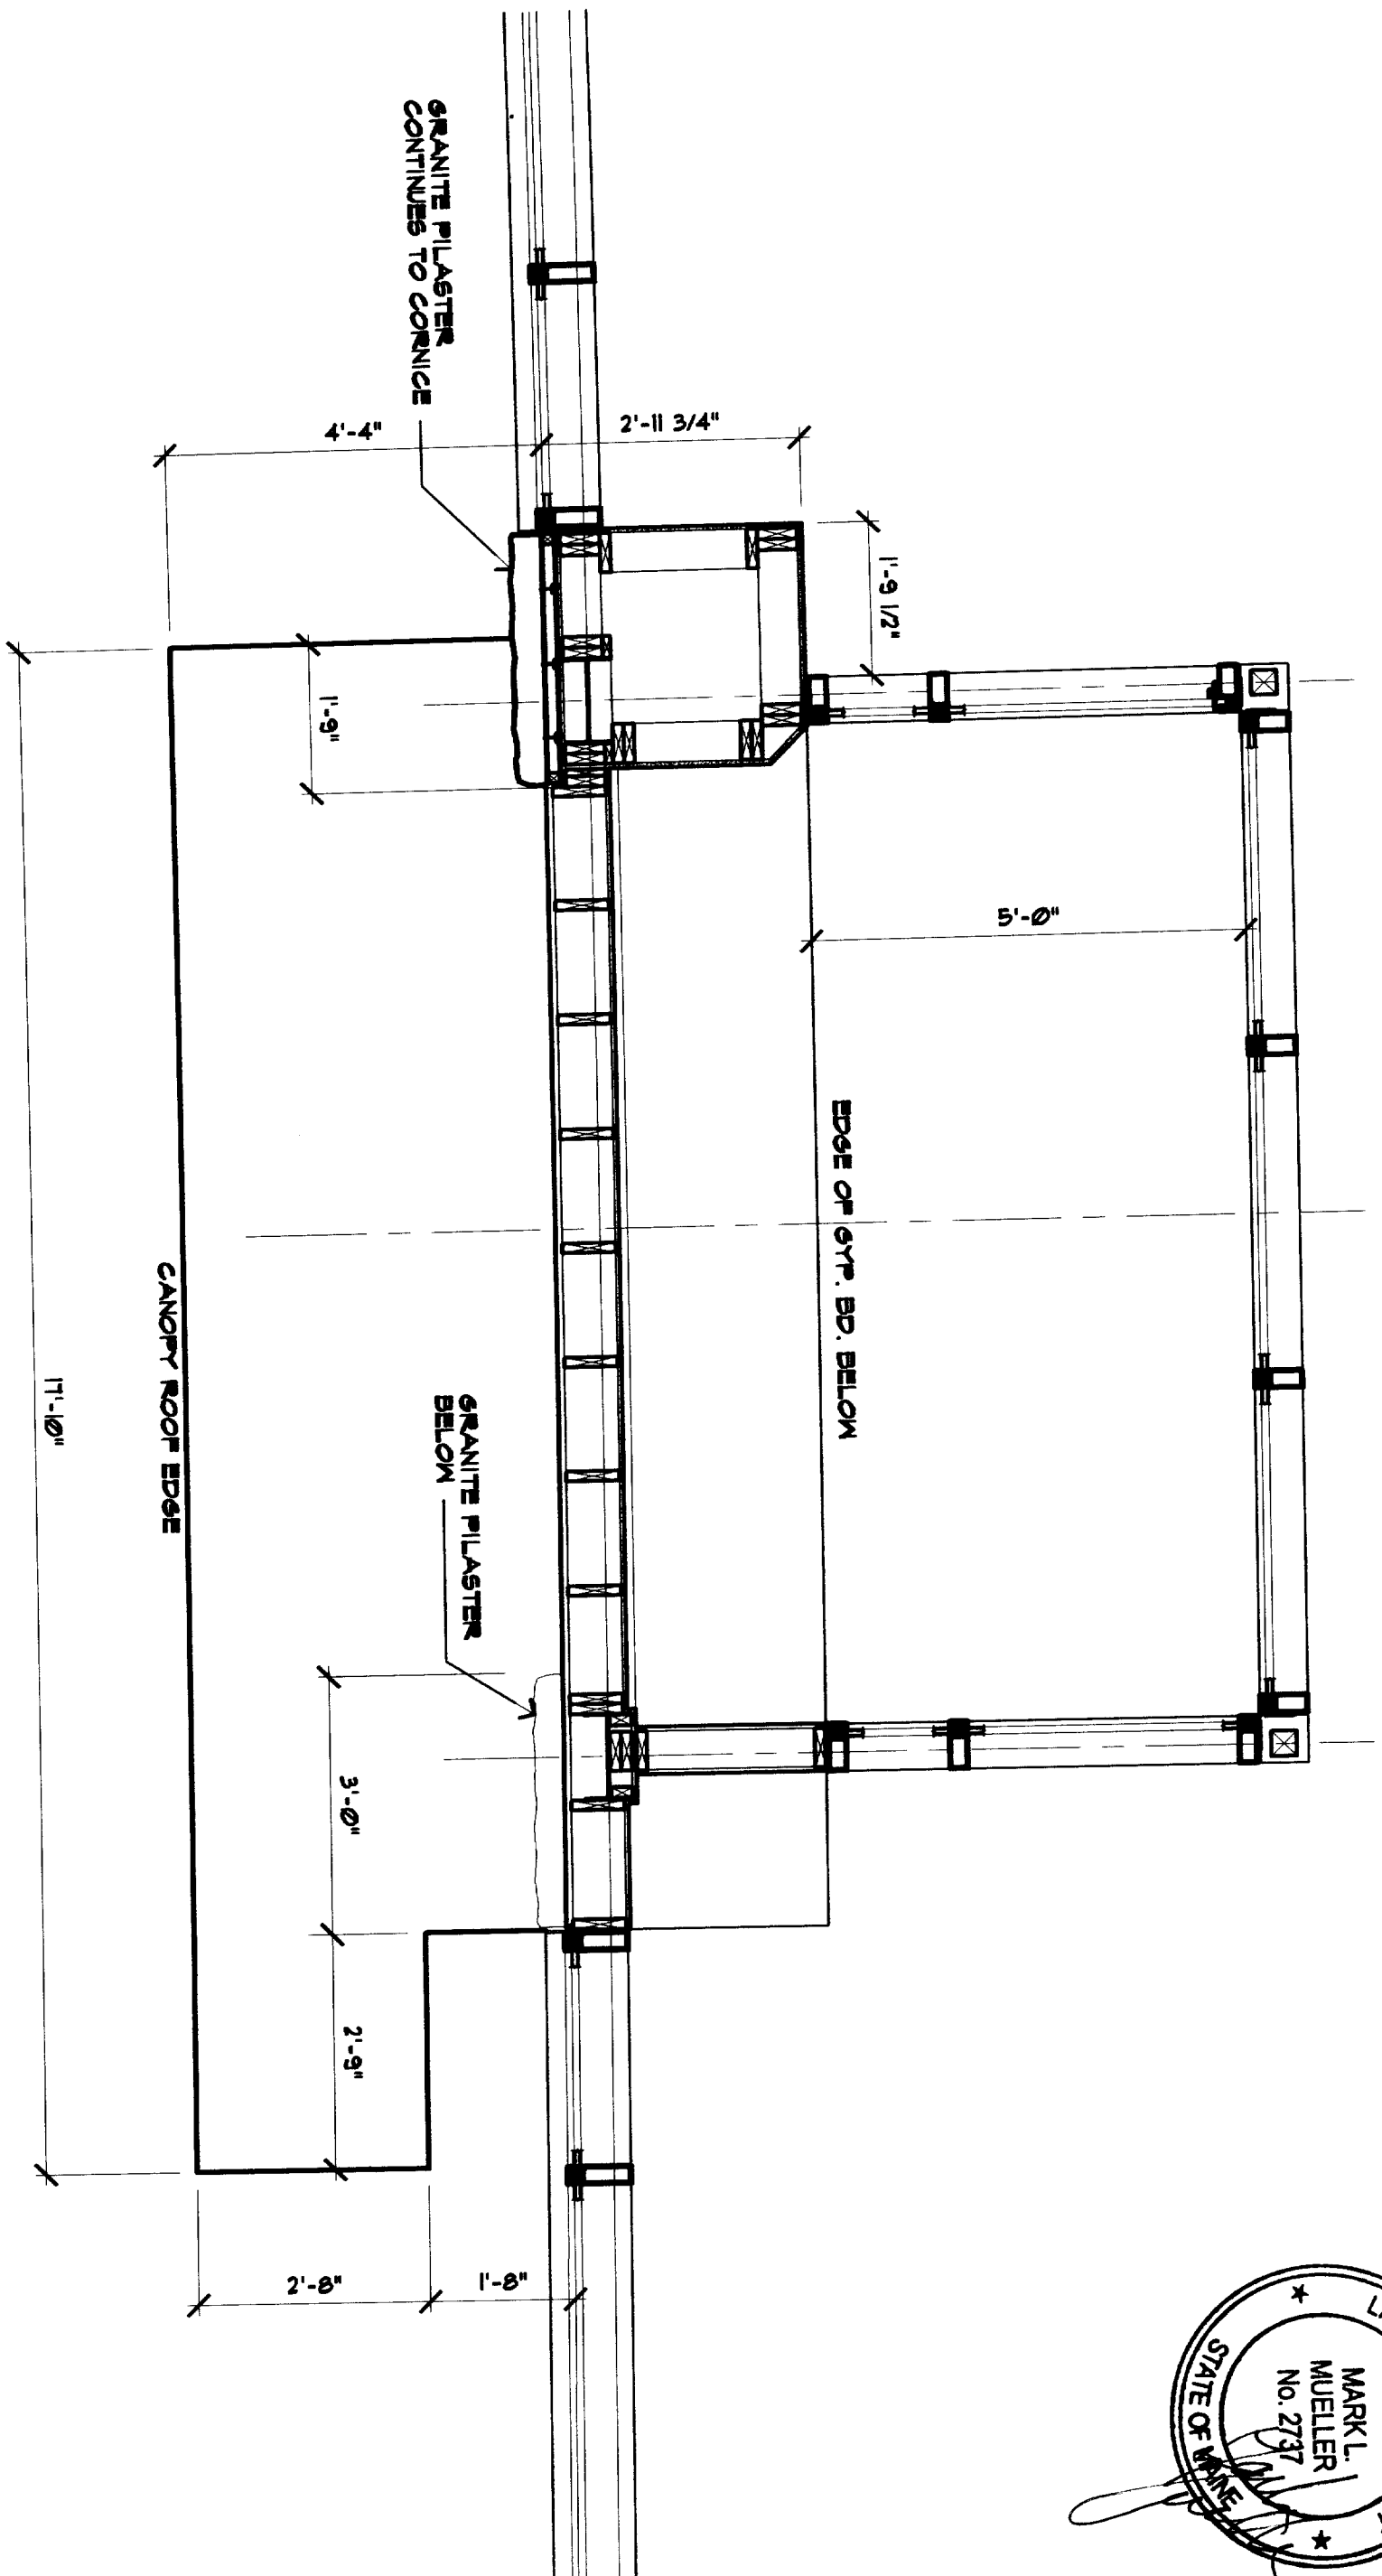 GRANITE PILASTER
CONTINUES TO CORNICE
4'-4"
2'-11 3/4"
1'-9 1/2"
1'-9"
5'-0"
EDGE OF GYP. BD. BELOW
GRANITE PILASTER
BELOW
CANOPY ROOF EDGE
17'-10"
3'-0"
2'-9"
2'-8"
1'-8"
MARK L.
MUELLER
No. 2737
STATE OF MAINE